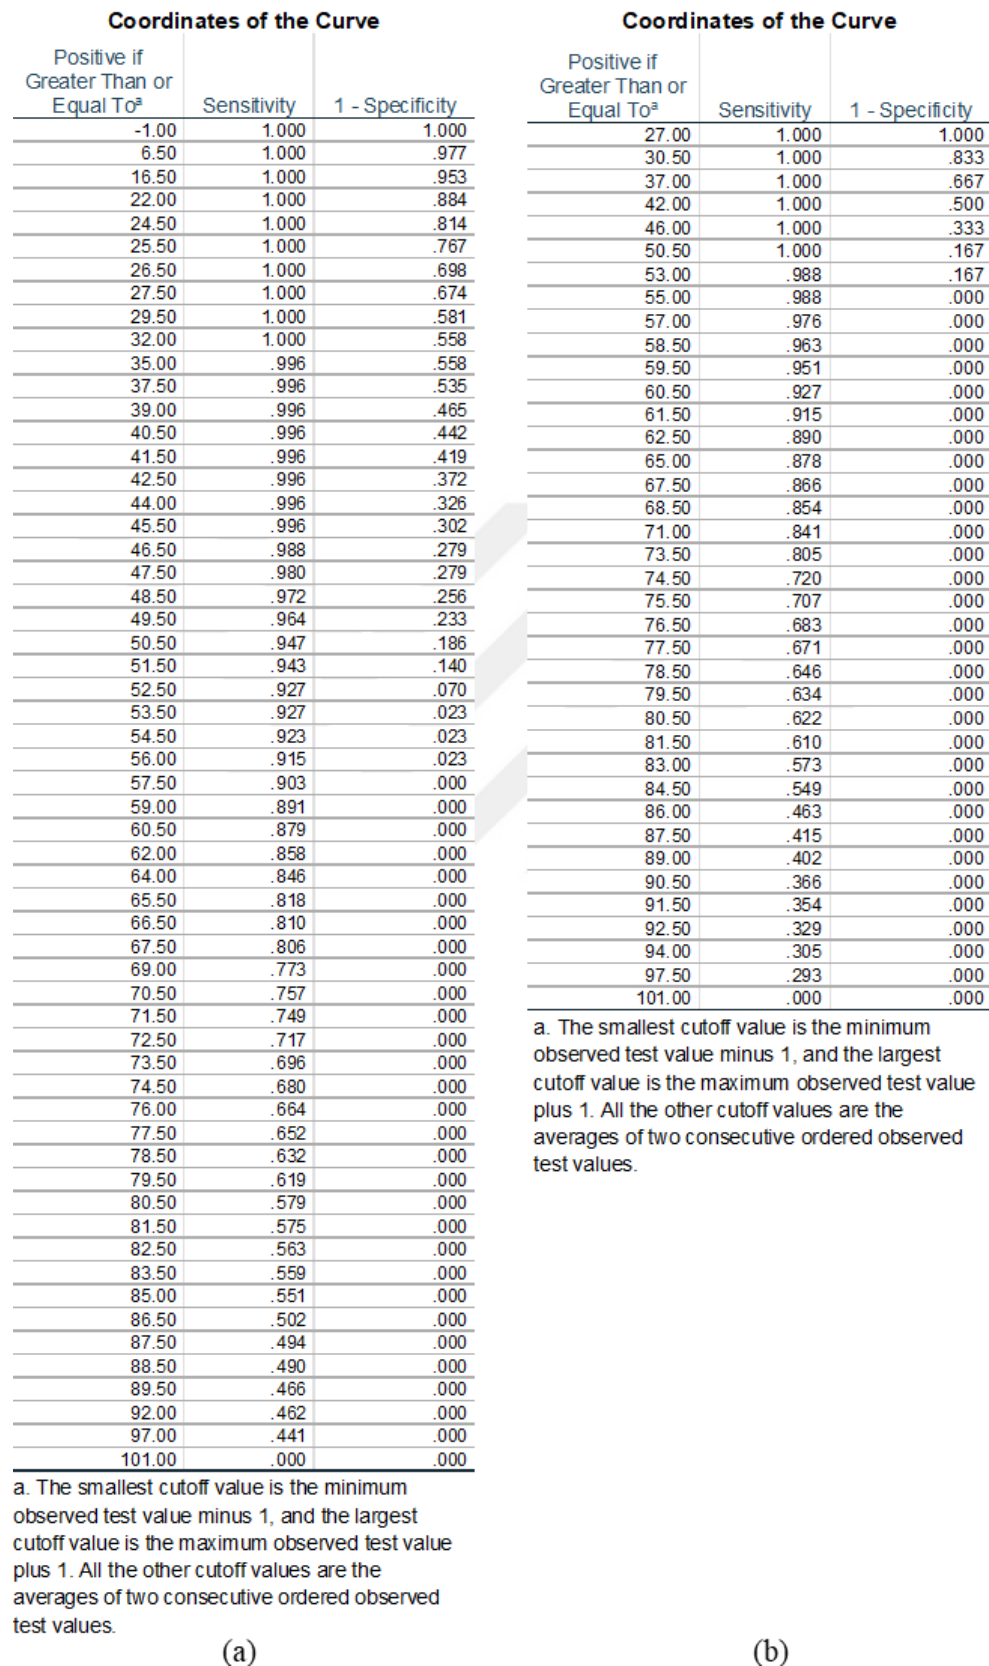 Coordinates of the Curve
Positive if
Greater Than or
Equal Toª Sensitivity 1 - Specificity
-1.00 1.000 1.000
6.50 1.000 .977
16.50 1.000 .953
22.00 1.000 .884
24.50 1.000 .814
25.50 1.000 .767
26.50 1.000 .698
27.50 1.000 .674
29.50 1.000 .581
32.00 1.000 .558
35.00 .996 .558
37.50 .996 .535
39.00 .996 .465
40.50 .996 .442
41.50 .996 .419
42.50 .996 .372
44.00 .996 .326
45.50 .996 .302
46.50 .988 .279
47.50 .980 .279
48.50 .972 .256
49.50 .964 .233
50.50 .947 .186
51.50 .943 .140
52.50 .927 .070
53.50 .927 .023
54.50 .923 .023
56.00 .915 .023
57.50 .903 .000
59.00 .891 .000
60.50 .879 .000
62.00 .858 .000
64.00 .846 .000
65.50 .818 .000
66.50 .810 .000
67.50 .806 .000
69.00 .773 .000
70.50 .757 .000
71.50 .749 .000
72.50 .717 .000
73.50 .696 .000
74.50 .680 .000
76.00 .664 .000
77.50 .652 .000
78.50 .632 .000
79.50 .619 .000
80.50 .579 .000
81.50 .575 .000
82.50 .563 .000
83.50 .559 .000
85.00 .551 .000
86.50 .502 .000
87.50 .494 .000
88.50 .490 .000
89.50 .466 .000
92.00 .462 .000
97.00 .441 .000
101.00 .000 .000
a. The smallest cutoff value is the minimum
observed test value minus 1, and the largest
cutoff value is the maximum observed test value
plus 1. All the other cutoff values are the
averages of two consecutive ordered observed
test values.
(a)
Coordinates of the Curve
Positive if
Greater Than or
Equal Toª Sensitivity 1 - Specificity
27.00 1.000 1.000
30.50 1.000 .833
37.00 1.000 .667
42.00 1.000 .500
46.00 1.000 .333
50.50 1.000 .167
53.00 .988 .167
55.00 .988 .000
57.00 .976 .000
58.50 .963 .000
59.50 .951 .000
60.50 .927 .000
61.50 .915 .000
62.50 .890 .000
65.00 .878 .000
67.50 .866 .000
68.50 .854 .000
71.00 .841 .000
73.50 .805 .000
74.50 .720 .000
75.50 .707 .000
76.50 .683 .000
77.50 .671 .000
78.50 .646 .000
79.50 .634 .000
80.50 .622 .000
81.50 .610 .000
83.00 .573 .000
84.50 .549 .000
86.00 .463 .000
87.50 .415 .000
89.00 .402 .000
90.50 .366 .000
91.50 .354 .000
92.50 .329 .000
94.00 .305 .000
97.50 .293 .000
101.00 .000 .000
a. The smallest cutoff value is the minimum
observed test value minus 1, and the largest
cutoff value is the maximum observed test value
plus 1. All the other cutoff values are the
averages of two consecutive ordered observed
test values.
(b)